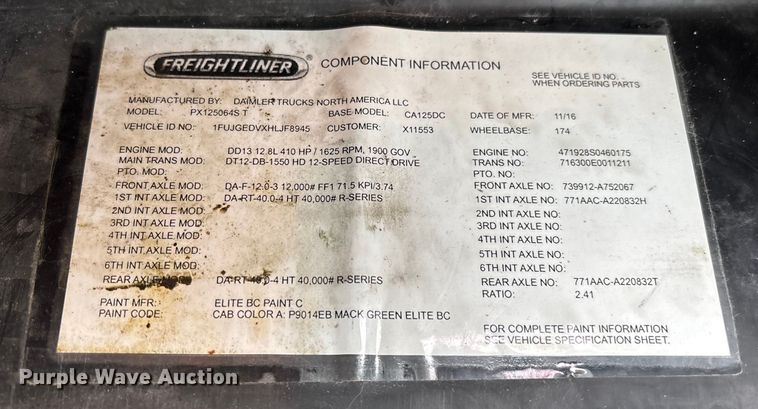 FREIGHTLINER ® COMPONENT INFORMATION
SEE VEHICLE ID NO.
WHEN ORDERING PARTS
MANUFACTURED BY: DAIMLER TRUCKS NORTH AMERICA LLC
MODEL: PX125064S T BASE MODEL: CA125DC DATE OF MFR: 11/16
VEHICLE ID NO: 1FUJGEDVXHLJF8945 CUSTOMER: X11553 WHEELBASE: 174
ENGINE MOD: DD13 12.8L 410 HP / 1625 RPM, 1900 GOV ENGINE NO: 471928S0460175
MAIN TRANS MOD: DT12-DB-1550 HD 12-SPEED DIRECT DRIVE TRANS NO: 716300E0011211
PTO. MOD: PTO. NO:
FRONT AXLE MOD: DA-F-12.0-3 12,000# FF1 71.5 KPI/3.74 FRONT AXLE NO: 739912-A752067
1ST INT AXLE MOD: DA-RT-40.0-4 HT 40,000# R-SERIES 1ST INT AXLE NO: 771AAC-A220832H
2ND INT AXLE MOD: 2ND INT AXLE NO:
3RD INT AXLE MOD: 3RD INT AXLE NO:
4TH INT AXLE MOD: 4TH INT AXLE NO:
5TH INT AXLE MOD: 5TH INT AXLE NO:
6TH INT AXLE MOD: 6TH INT AXLE NO:
REAR AXLE MOD: DA-RT-40.0-4 HT 40,000# R-SERIES REAR AXLE NO: 771AAC-A220832T
RATIO: 2.41
PAINT MFR: ELITE BC PAINT C
PAINT CODE: CAB COLOR A: P9014EB MACK GREEN ELITE BC
FOR COMPLETE PAINT INFORMATION
SEE VEHICLE SPECIFICATION SHEET.
Purple Wave Auction